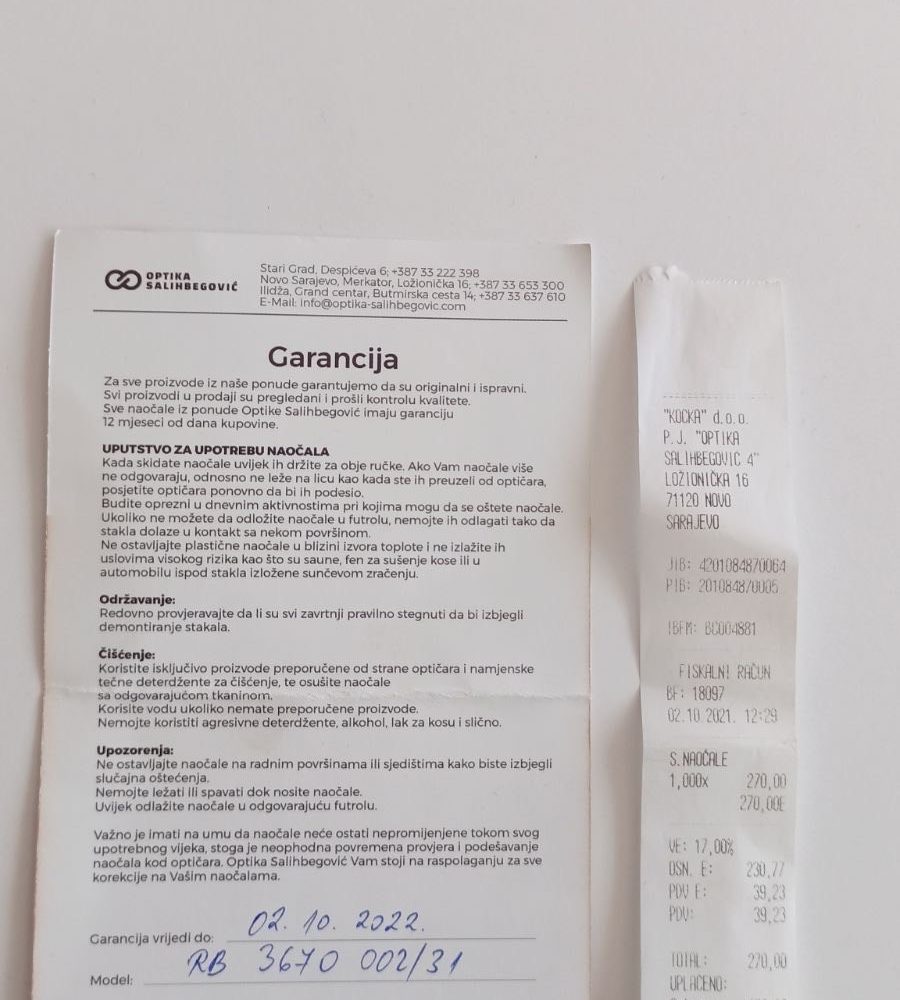 OPTIKA
SALIHBEGOVIĆ
Stari Grad, Despićeva 6; +387 33 222 398
Novo Sarajevo, Merkator, Ložionička 16; +387 33 653 300
Ilidža, Grand centar, Butmirska cesta 14; +387 33 637 610
E-Mail: info@optika-salihbegovic.com
Garancija
Za sve proizvode iz naše ponude garantujemo da su originalni i ispravni.
Svi proizvodi u prodaji su pregledani i prošli kontrolu kvalitete.
Sve naočale iz ponude Optike Salihbegović imaju garanciju
12 mjeseci od dana kupovine.
UPUTSTVO ZA UPOTREBU NAOČALA
Kada skidate naočale uvijek ih držite za obje ručke. Ako Vam naočale više
ne odgovaraju, odnosno ne leže na licu kao kada ste ih preuzeli od optičara,
posjetite optičara ponovno da bi ih podesio.
Budite oprezni u dnevnim aktivnostima pri kojima mogu da se oštete naočale.
Ukoliko ne možete da odložite naočale u futrolu, nemojte ih odlagati tako da
stakla dolaze u kontakt sa nekom površinom.
Ne ostavljajte plastične naočale u blizini izvora toplote i ne izlažite ih
uslovima visokog rizika kao što su saune, fen za sušenje kose ili u
automobilu ispod stakla izložene sunčevom zračenju.
Održavanje:
Redovno provjeravajte da li su svi zavrtnji pravilno stegnuti da bi izbjegli
demontiranje stakala.
Čišćenje:
Koristite isključivo proizvode preporučene od strane optičara i namjenske
tečne deterdžente za čišćenje, te osušite naočale
sa odgovarajućom tkaninom.
Korisite vodu ukoliko nemate preporučene proizvode.
Nemojte koristiti agresivne deterdžente, alkohol, lak za kosu i slično.
Upozorenja:
Ne ostavljajte naočale na radnim površinama ili sjedištima kako biste izbjegli
slučajna oštećenja.
Nemojte ležati ili spavati dok nosite naočale.
Uvijek odlažite naočale u odgovarajuću futrolu.
Važno je imati na umu da naočale neće ostati nepromijenjene tokom svog
upotrebnog vijeka, stoga je neophodna povremena provjera i podešavanje
naočala kod optičara. Optika Salihbegović Vam stoji na raspolaganju za sve
korekcije na Vašim naočalama.
Garancija vrijedi do: 02. 10. 2022.
Model: RB 3670 002/31
"KOCKA" d.o.o.
P.J. "OPTIKA
SALIHBEGOVIC 4"
LOŽIONIČKA 16
71120 NOVO
SARAJEVO
JIB: 4201084870064
PIB: 201084870005
IBFM: BC004881
FISKALNI RAČUN
BF: 18097
02.10.2021. 12:29
S.NAOČALE
1,000x 270,00
270,00E
VE: 17,00%
OSN. E: 230,77
PDV E: 39,23
PDV: 39,23
TOTAL: 270,00
UPLAĆENO: